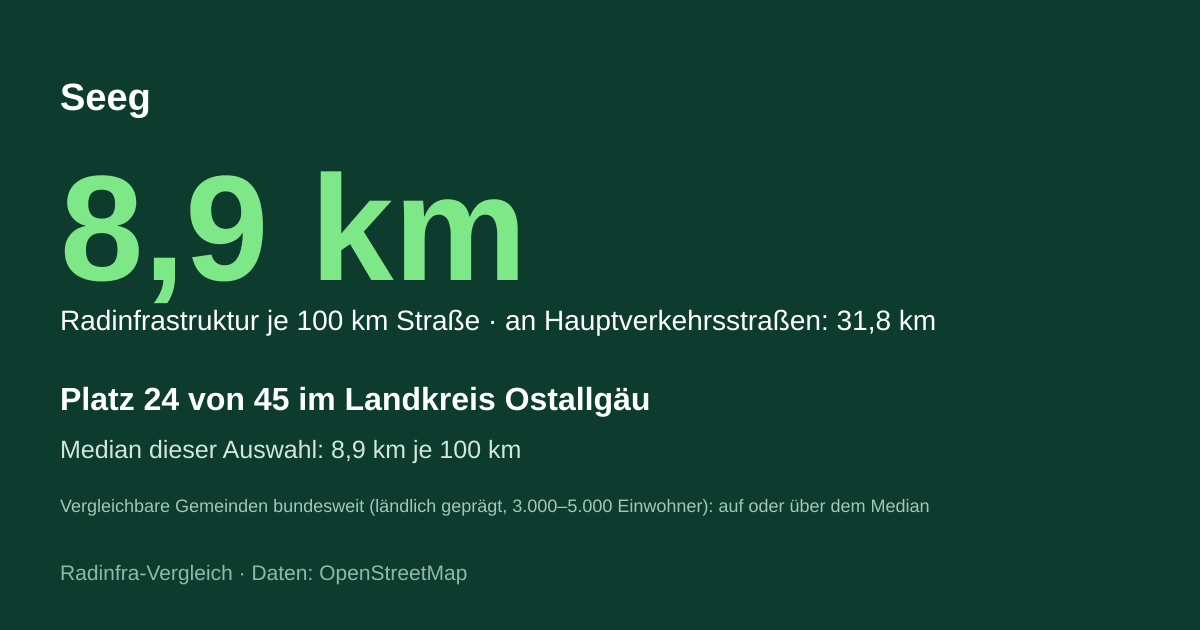 Seeg
8,9 km
Radinfrastruktur je 100 km Straße · an Hauptverkehrsstraßen: 31,8 km
Platz 24 von 45 im Landkreis Ostallgäu
Median dieser Auswahl: 8,9 km je 100 km
Vergleichbare Gemeinden bundesweit (ländlich geprägt, 3.000–5.000 Einwohner): auf oder über dem Median
Radinfra-Vergleich · Daten: OpenStreetMap